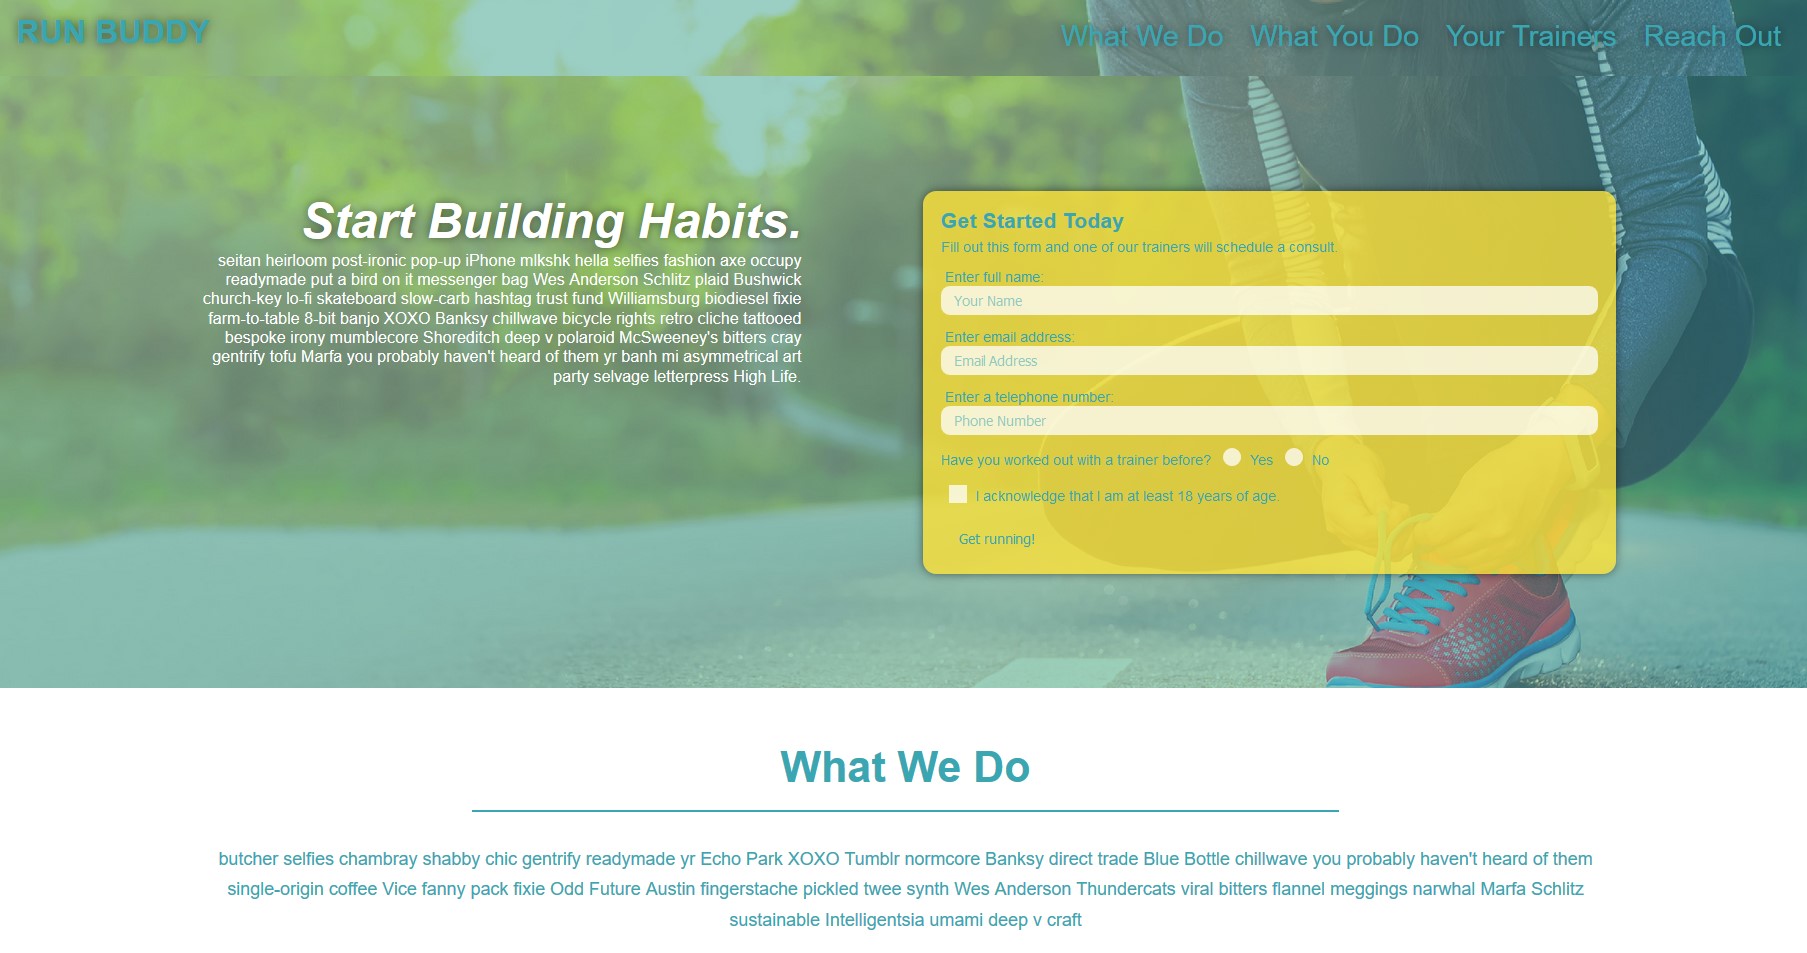 RUN BUDDY
What We Do What You Do Your Trainers Reach Out
Start Building Habits.
seitan heirloom post-ironic pop-up iPhone mlkshk hella selfies fashion axe occupy
readymade put a bird on it messenger bag Wes Anderson Schlitz plaid Bushwick
church-key lo-fi skateboard slow-carb hashtag trust fund Williamsburg biodiesel fixie
farm-to-table 8-bit banjo XOXO Banksy chillwave bicycle rights retro cliche tattooed
bespoke irony mumblecore Shoreditch deep v polaroid McSweeney's bitters cray
gentrify tofu Marfa you probably haven't heard of them yr banh mi asymmetrical art
party selvage letterpress High Life.
Get Started Today
Fill out this form and one of our trainers will schedule a consult.
Enter full name:
Your Name
Enter email address:
Email Address
Enter a telephone number:
Phone Number
Have you worked out with a trainer before? Yes No
I acknowledge that I am at least 18 years of age.
Get running!
What We Do
butcher selfies chambray shabby chic gentrify readymade yr Echo Park XOXO Tumblr normcore Banksy direct trade Blue Bottle chillwave you probably haven't heard of them
single-origin coffee Vice fanny pack fixie Odd Future Austin fingerstache pickled twee synth Wes Anderson Thundercats viral bitters flannel meggings narwhal Marfa Schlitz
sustainable Intelligentsia umami deep v craft